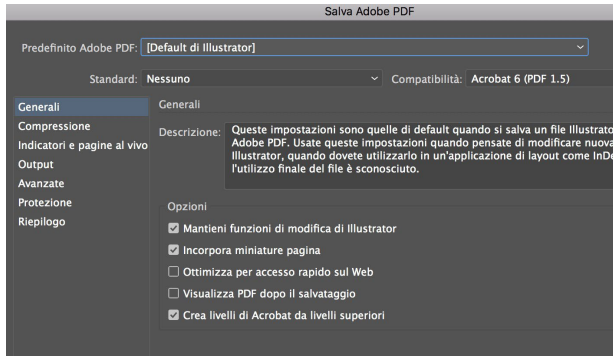 Salva Adobe PDF
Predefinito Adobe PDF: [Default di Illustrator]
Standard: Nessuno Compatibilità: Acrobat 6 (PDF 1.5)
Generali
Compressione
Indicatori e pagine al vivo
Output
Avanzate
Protezione
Riepilogo
Generali
Descrizione: Queste impostazioni sono quelle di default quando si salva un file Illustrato
Adobe PDF. Usate queste impostazioni quando pensate di modificare nuova
Illustrator, quando dovete utilizzarlo in un'applicazione di layout come InDe
l'utilizzo finale del file è sconosciuto.
Opzioni
Mantieni funzioni di modifica di Illustrator
Incorpora miniature pagina
Ottimizza per accesso rapido sul Web
Visualizza PDF dopo il salvataggio
Crea livelli di Acrobat da livelli superiori